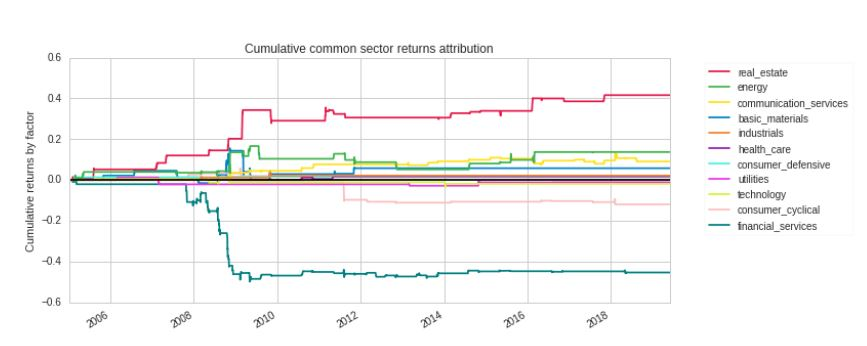 Cumulative common sector returns attribution
Cumulative returns by factor
0.6
0.4
0.2
0.0
−0.2
−0.4
−0.6
2006
2008
2010
2012
2014
2016
2018
real_estate
energy
communication_services
basic_materials
industrials
health_care
consumer_defensive
utilities
technology
consumer_cyclical
financial_services